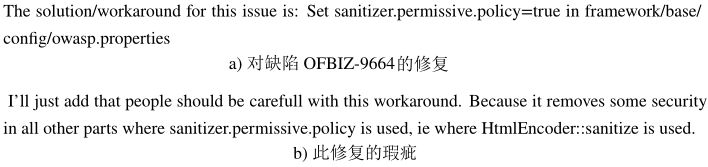 The solution/workaround for this issue is: Set sanitizer.permissive.policy=true in framework/base/
config/owasp.properties
a) 对缺陷 OFBIZ-9664的修复
I'll just add that people should be carefull with this workaround. Because it removes some security
in all other parts where sanitizer.permissive.policy is used, ie where HtmlEncoder::sanitize is used.
b) 此修复的瑕疵